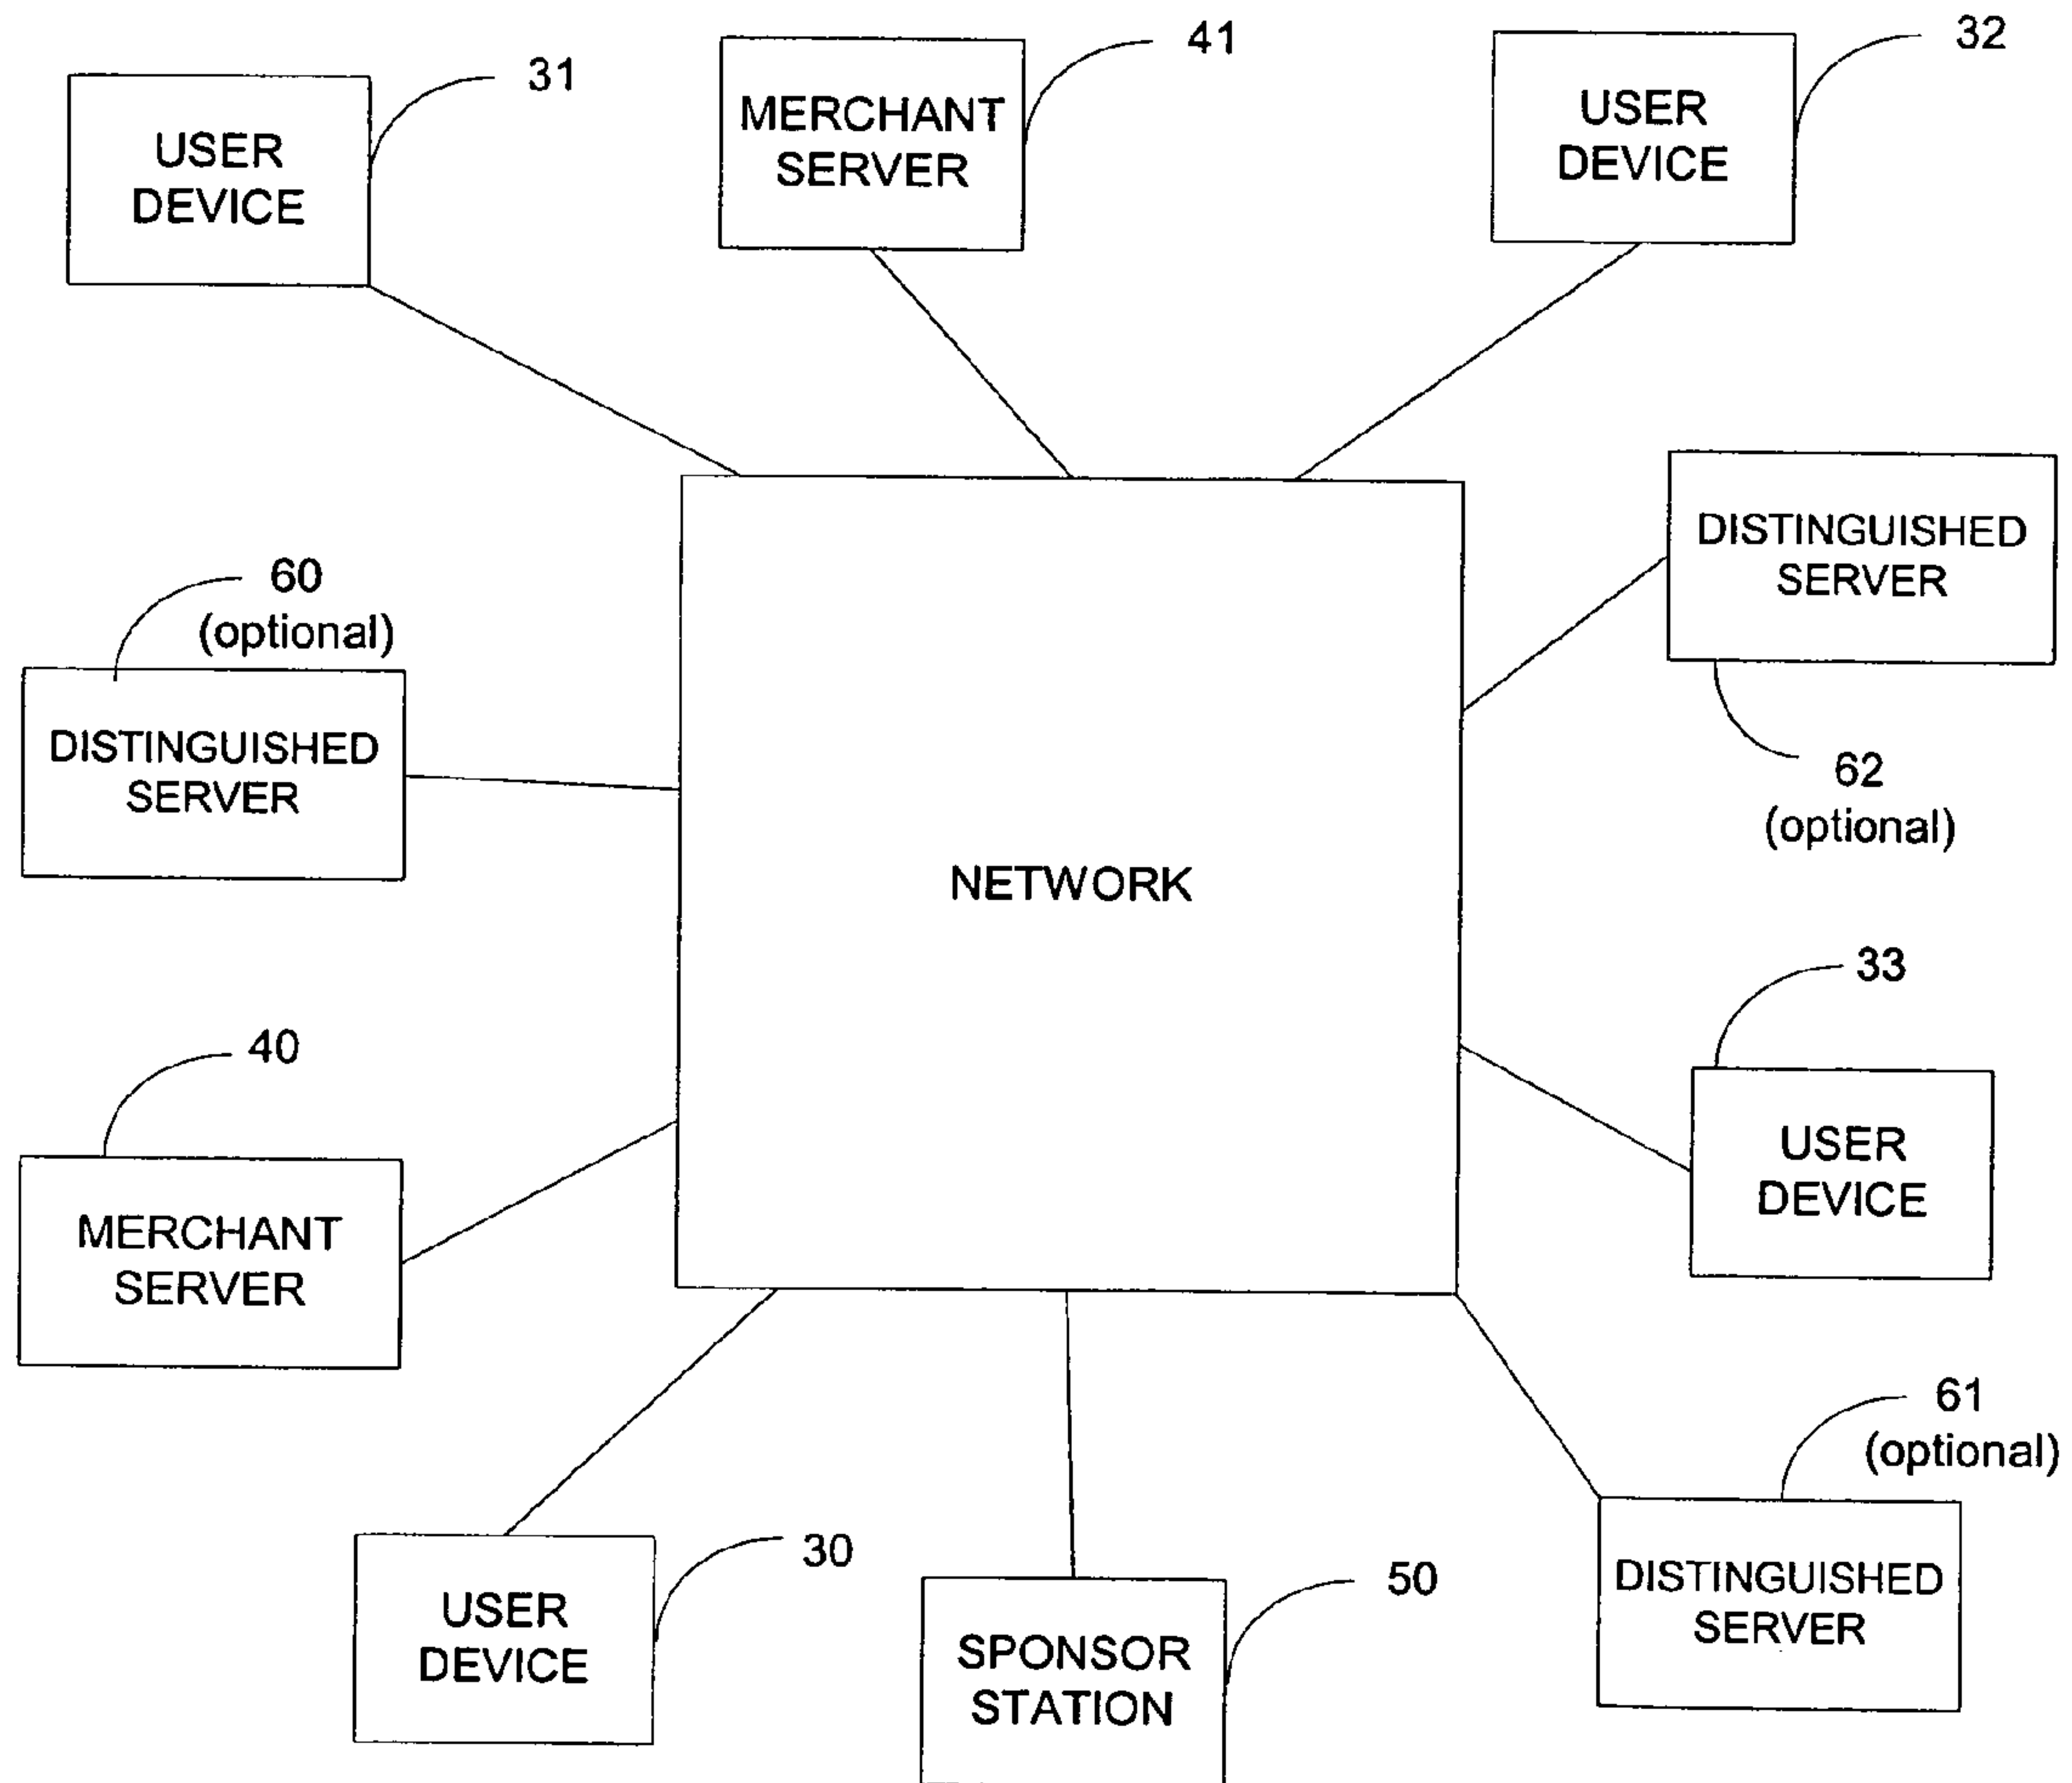 31
USER
DEVICE
41
MERCHANT
SERVER
32
USER
DEVICE
60
(optional)
DISTINGUISHED
SERVER
DISTINGUISHED
SERVER
62
(optional)
NETWORK
33
USER
DEVICE
40
MERCHANT
SERVER
30
USER
DEVICE
50
SPONSOR
STATION
61
(optional)
DISTINGUISHED
SERVER